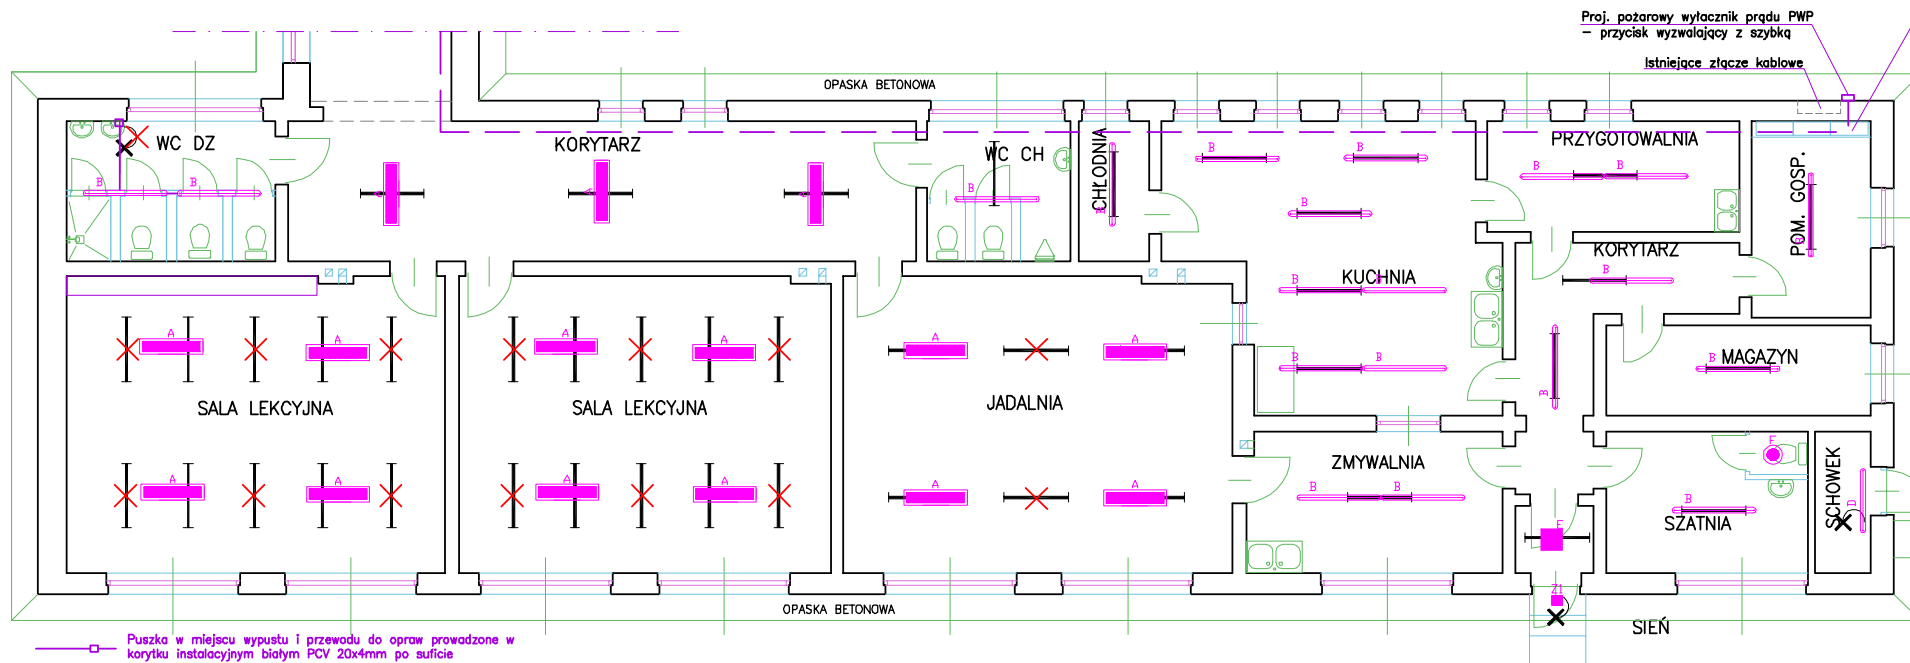 Proj. pożarowy wyłącznik prądu PWP
– przycisk wyzwalający z szybką
Istniejące złącze kablowe
OPASKA BETONOWA
WC DZ
KORYTARZ
WC CH
CHŁODNIA
PRZYGOTOWALNIA
POM. GOSP.
B
B
A
A
A
B
B
B
B
B
B
B
B
KORYTARZ
B
KUCHNIA
B
B
A
A
A
A
A
A
B
B
B
MAGAZYN
B
SALA LEKCYJNA
SALA LEKCYJNA
JADALNIA
ZMYWALNIA
F
SCHOWEK
A
A
A
A
A
A
B
B
B
D
SZATNIA
E
Z1
OPASKA BETONOWA
SIEŃ
Puszka w miejscu wypustu i przewodu do opraw prowadzone w
korytku instalacyjnym białym PCV 20x4mm po suficie